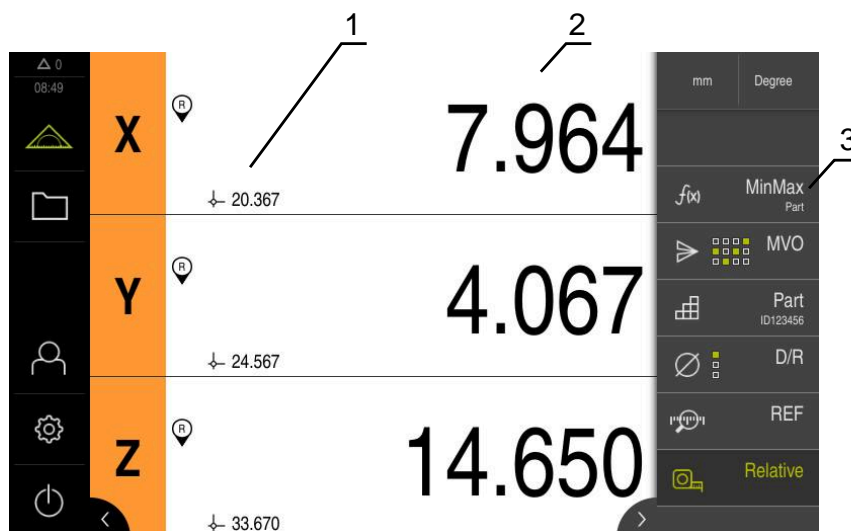 1
2
3
0
08:49
X
R
7.964
20.367
Y
R
4.067
24.567
Z
R
14.650
33.670
mm
Degree
f(x)
MinMax
Part
MVO
Part
ID123456
D/R
REF
Relative